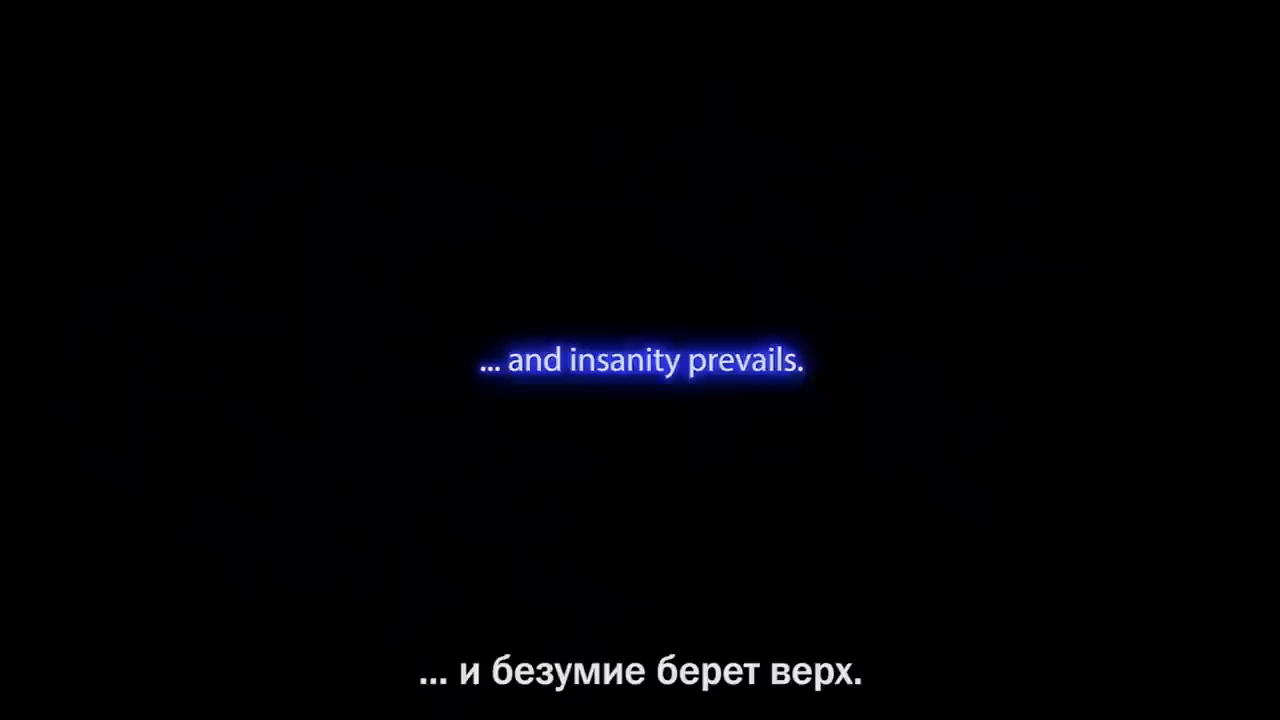 ... and insanity prevails.
... и безумие берет верх.